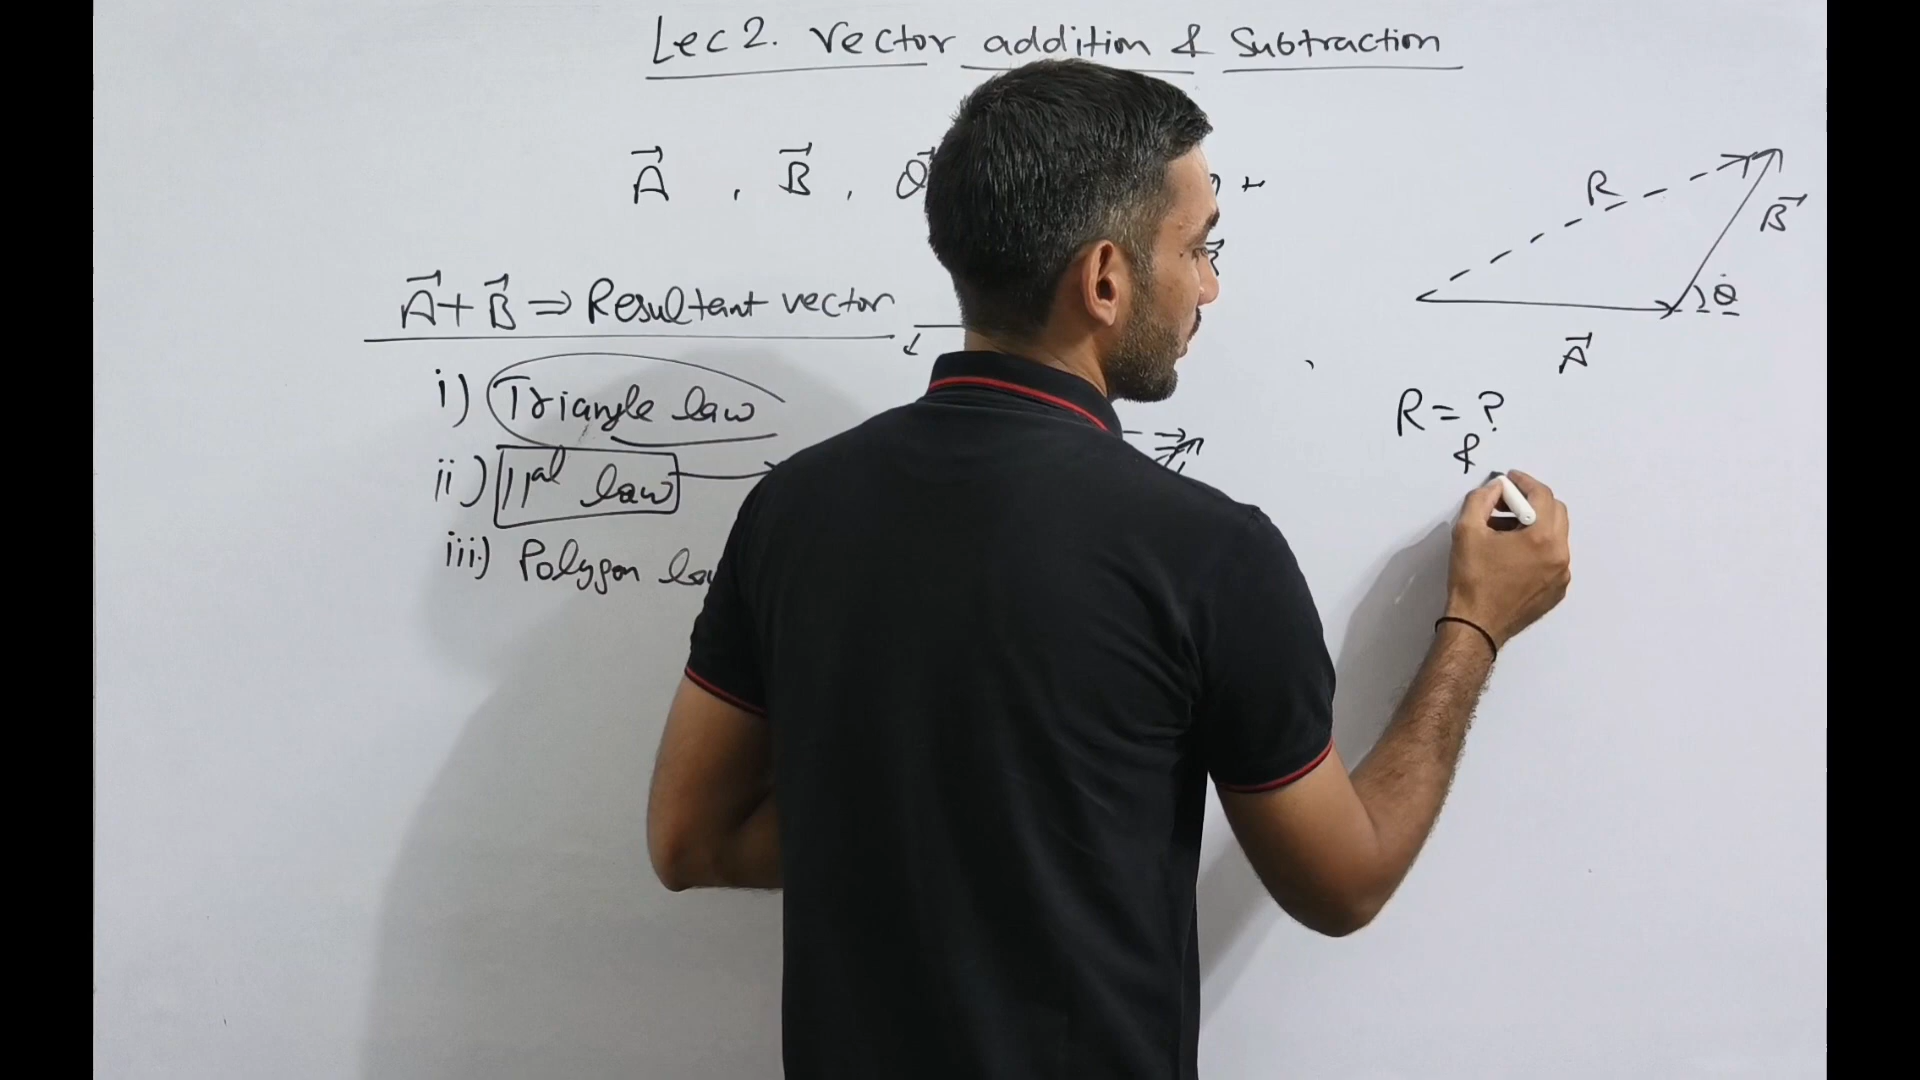 Lec 2. Vector addition & Subtraction
A⃗ , B⃗ , θ
A⃗ + B⃗ ⇒ Resultant vector
i) Triangle law
ii) ||al law
iii) Polygon
R
B⃗
θ
A⃗
R = ?
&